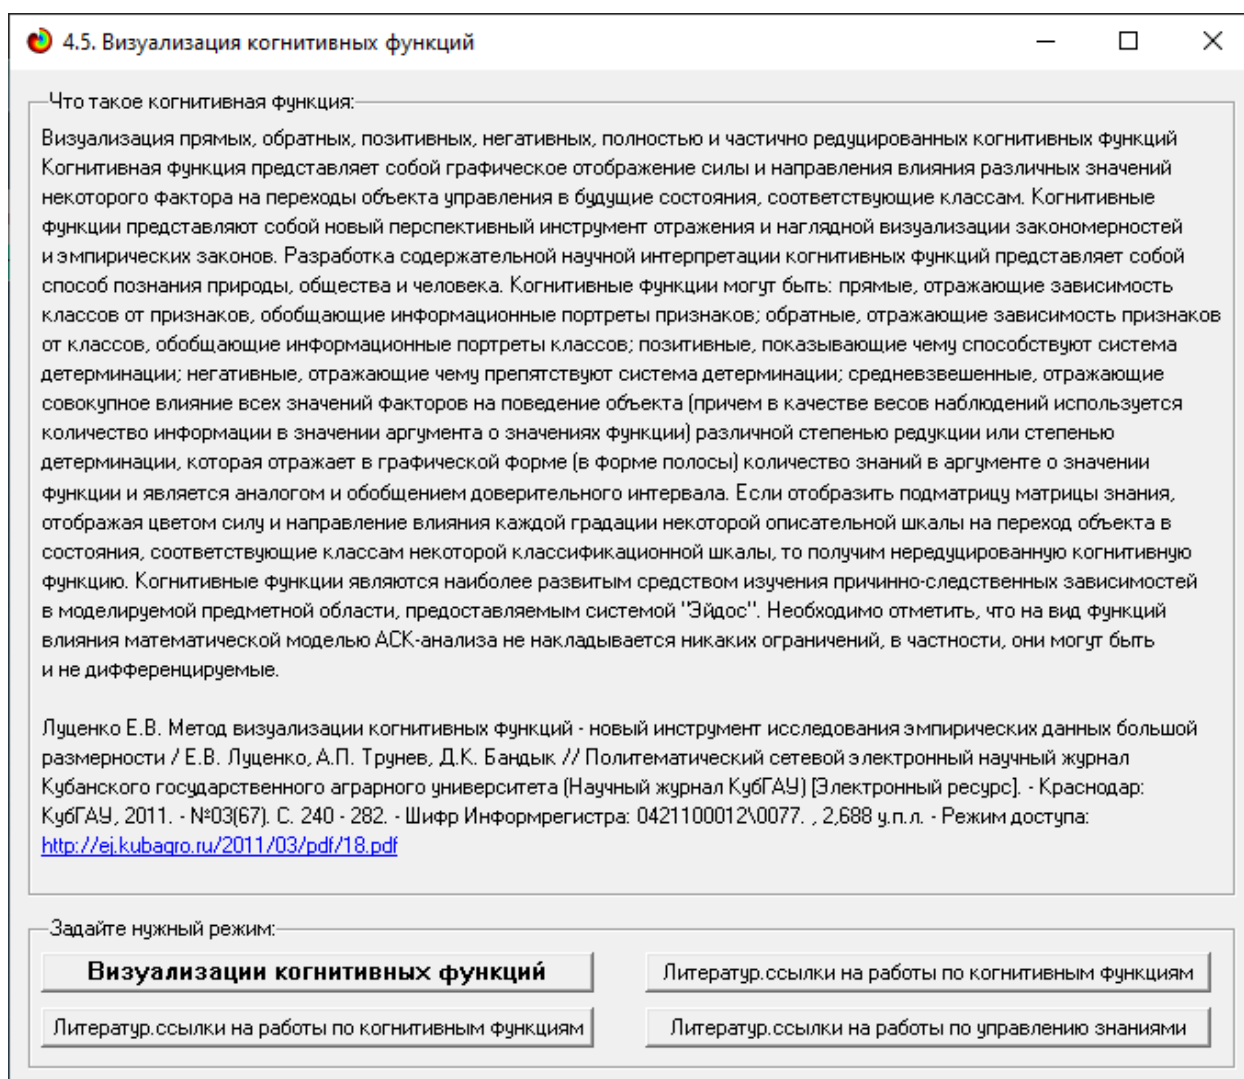 4.5. Визуализация когнитивных функций
Что такое когнитивная функция:
Визуализация прямых, обратных, позитивных, негативных, полностью и частично редуцированных когнитивных функций
Когнитивная функция представляет собой графическое отображение силы и направления влияния различных значений
некоторого фактора на переходы объекта управления в будущие состояния, соответствующие классам. Когнитивные
функции представляют собой новый перспективный инструмент отражения и наглядной визуализации закономерностей
и эмпирических законов. Разработка содержательной научной интерпретации когнитивных функций представляет собой
способ познания природы, общества и человека. Когнитивные функции могут быть: прямые, отражающие зависимость
классов от признаков, обобщающие информационные портреты признаков; обратные, отражающие зависимость признаков
от классов, обобщающие информационные портреты классов; позитивные, показывающие чему способствуют система
детерминации; негативные, отражающие чему препятствуют система детерминации; средневзвешенные, отражающие
совокупное влияние всех значений факторов на поведение объекта (причем в качестве весов наблюдений используется
количество информации в значении аргумента о значениях функции) различной степенью редукции или степенью
детерминации, которая отражает в графической форме (в форме полосы) количество знаний в аргументе о значении
функции и является аналогом и обобщением доверительного интервала. Если отобразить подматрицу матрицы знания,
отображая цветом силу и направление влияния каждой градации некоторой описательной шкалы на переход объекта в
состояния, соответствующие классам некоторой классификационной шкалы, то получим нередуцированную когнитивную
функцию. Когнитивные функции являются наиболее развитым средством изучения причинно-следственных зависимостей
в моделируемой предметной области, предоставляемым системой "Эйдос". Необходимо отметить, что на вид функций
влияния математической моделью АСК-анализа не накладывается никаких ограничений, в частности, они могут быть
и не дифференцируемые.
Луценко Е.В. Метод визуализации когнитивных функций - новый инструмент исследования эмпирических данных большой
размерности / Е.В. Луценко, А.П. Трунев, Д.К. Бандык // Политематический сетевой электронный научный журнал
Кубанского государственного аграрного университета (Научный журнал КубГАУ) [Электронный ресурс]. - Краснодар:
КубГАУ, 2011. - №03(67). С. 240 - 282. - Шифр Информрегистра: 0421100012\0077. , 2,688 у.п.л. - Режим доступа:
http://ej.kubagro.ru/2011/03/pdf/18.pdf
Задайте нужный режим:
Визуализации когнитивных функций
Литератур.ссылки на работы по когнитивным функциям
Литератур.ссылки на работы по когнитивным функциям
Литератур.ссылки на работы по управлению знаниями